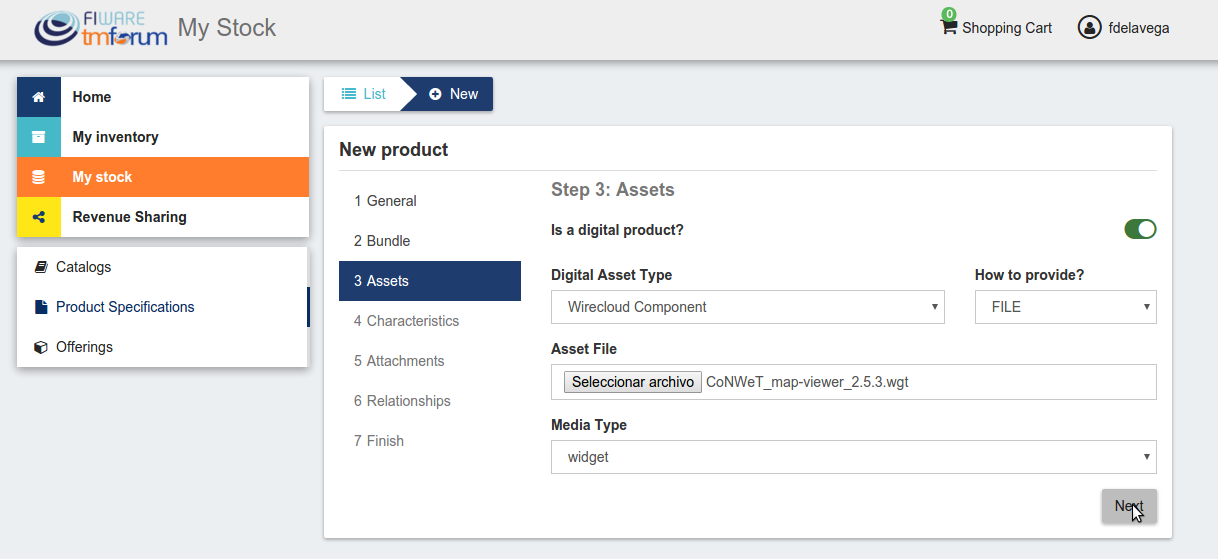 FIWARE
tmforum
My Stock
0
Shopping Cart
fdelavega
Home
My inventory
My stock
Revenue Sharing
Catalogs
Product Specifications
Offerings
List
New
New product
1 General
2 Bundle
3 Assets
4 Characteristics
5 Attachments
6 Relationships
7 Finish
Step 3: Assets
Is a digital product?
Digital Asset Type
How to provide?
Wirecloud Component
FILE
Asset File
Seleccionar archivo CoNWeT_map-viewer_2.5.3.wgt
Media Type
widget
Next